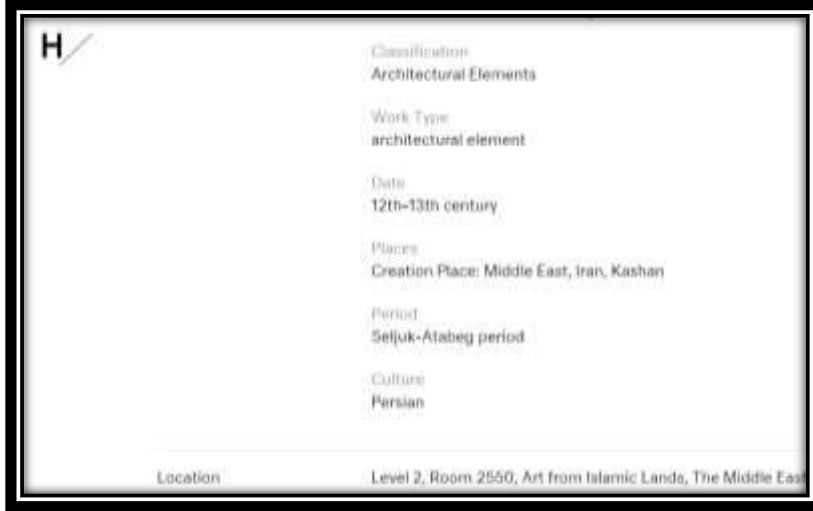 H/
Classification
Architectural Elements
Work Type
architectural element
Date
12th–13th century
Places
Creation Place: Middle East, Iran, Kashan
Period
Seljuk-Atabeg period
Culture
Persian
Location Level 2, Room 2550, Art from Islamic Lands, The Middle East